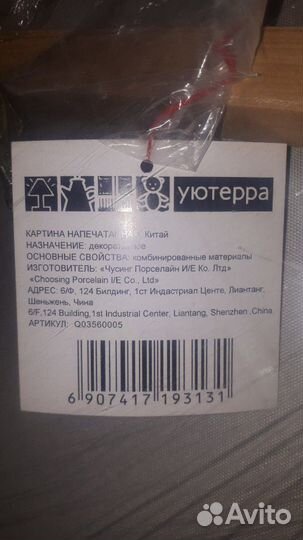 уютерра
КАРТИНА НАПЕЧАТАННАЯ, Китай
НАЗНАЧЕНИЕ: декоративное
ОСНОВНЫЕ СВОЙСТВА: комбинированные материалы
ИЗГОТОВИТЕЛЬ: «Чусинг Порселайн И/Е Ко. Лтд»
«Choosing Porcelain I/E Co., Ltd»
АДРЕС: 6/Ф, 124 Билдинг, 1ст Индастриал Центе, Лиантанг,
Шеньжень, Чина
6/F,124 Building,1st Industrial Center, Liantang, Shenzhen ,China
АРТИКУЛ: Q03560005
6 907417 193131
Avito